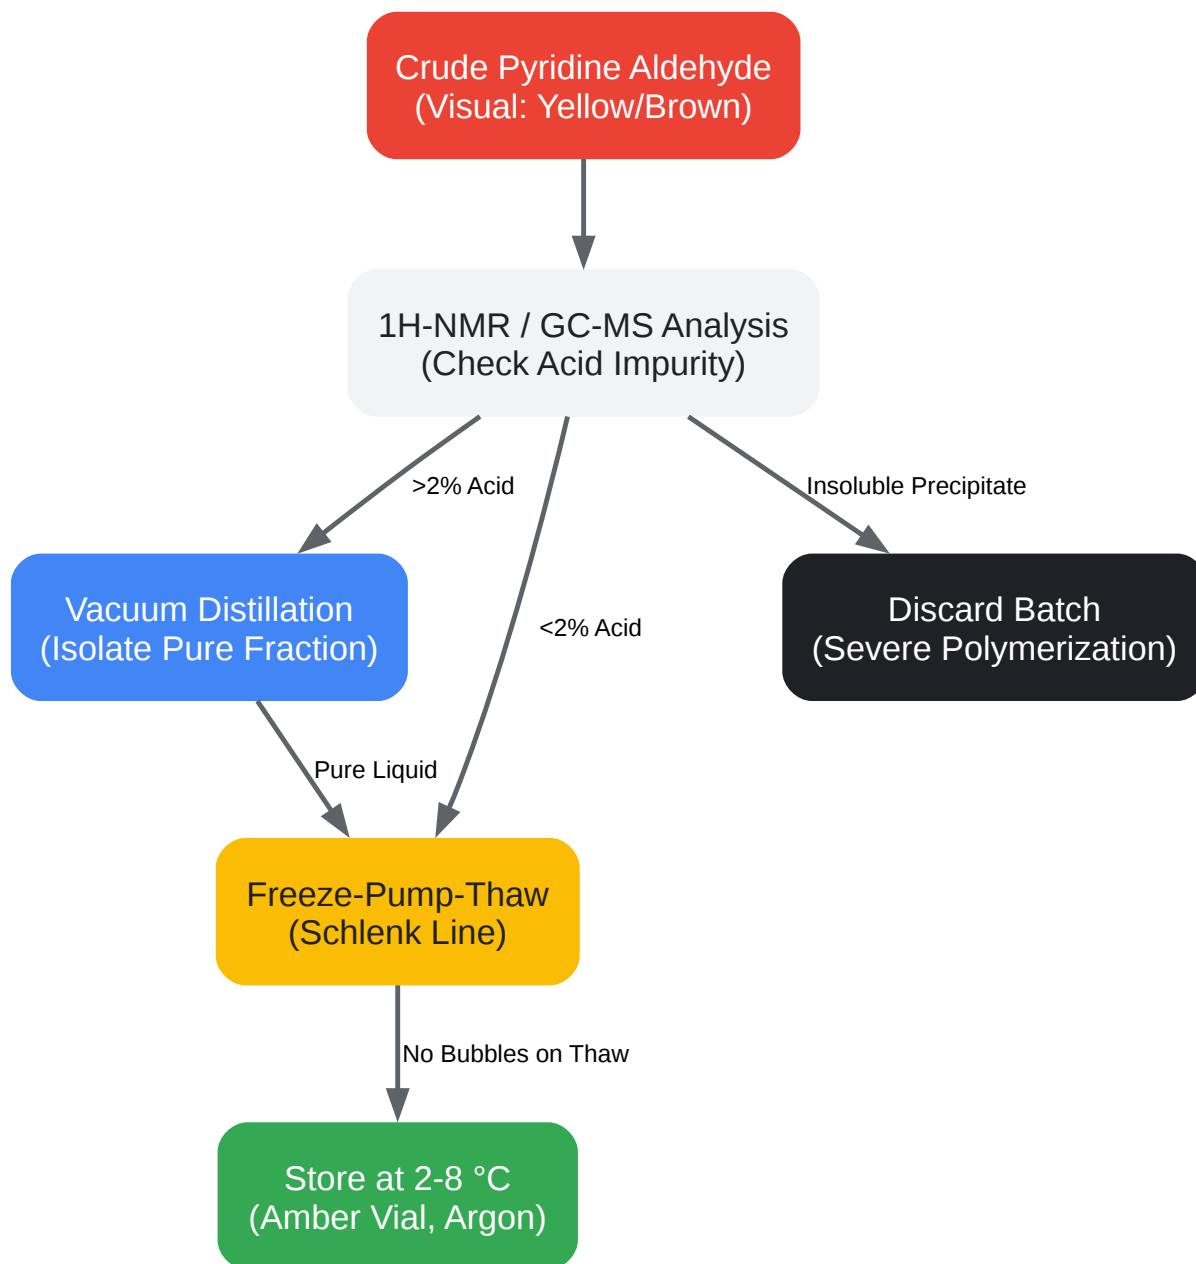 Crude Pyridine Aldehyde
(Visual: Yellow/Brown)
1H-NMR / GC-MS Analysis
(Check Acid Impurity)
>2% Acid
Insoluble Precipitate
Vacuum Distillation
(Isolate Pure Fraction)
<2% Acid
Discard Batch
(Severe Polymerization)
Pure Liquid
Freeze-Pump-Thaw
(Schlenk Line)
No Bubbles on Thaw
Store at 2-8 °C
(Amber Vial, Argon)